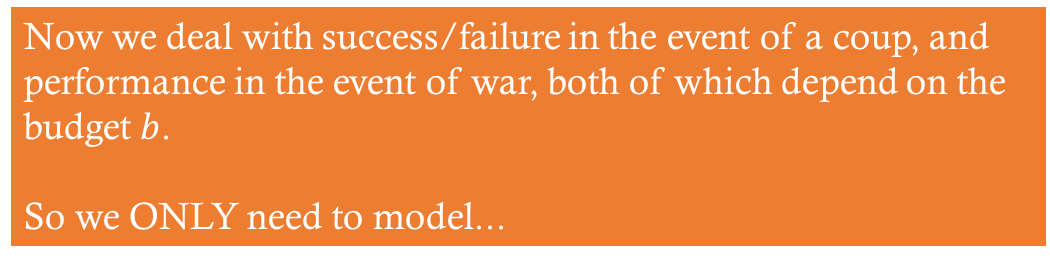 Now we deal with success/failure in the event of a coup, and
performance in the event of war, both of which depend on the
budget b.
So we ONLY need to model…